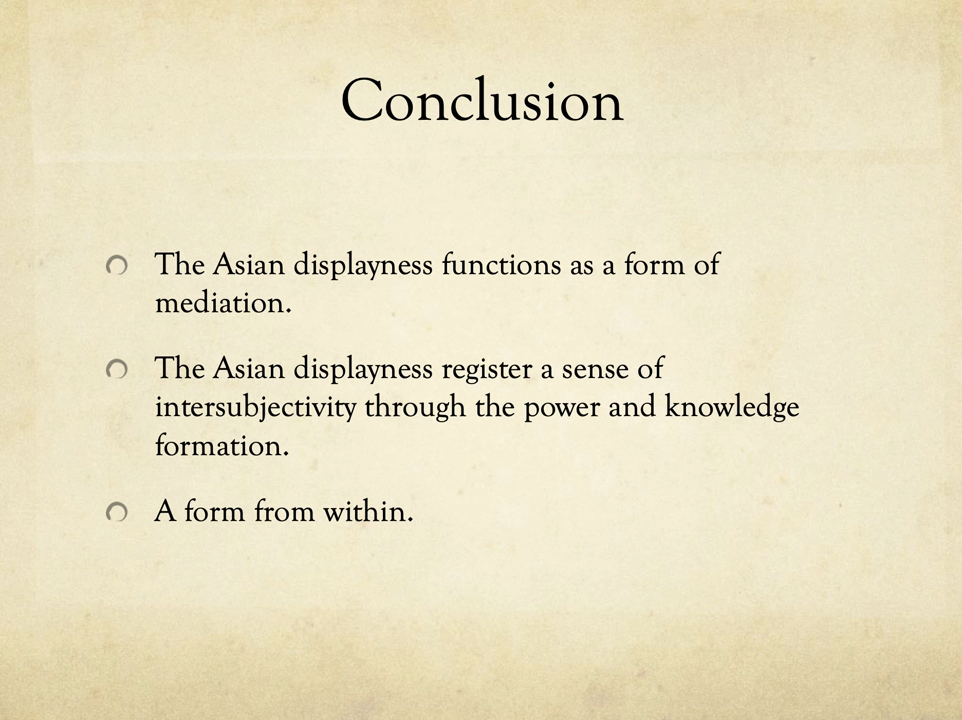 Conclusion
The Asian displayness functions as a form of
mediation.
The Asian displayness register a sense of
intersubjectivity through the power and knowledge
formation.
A form from within.